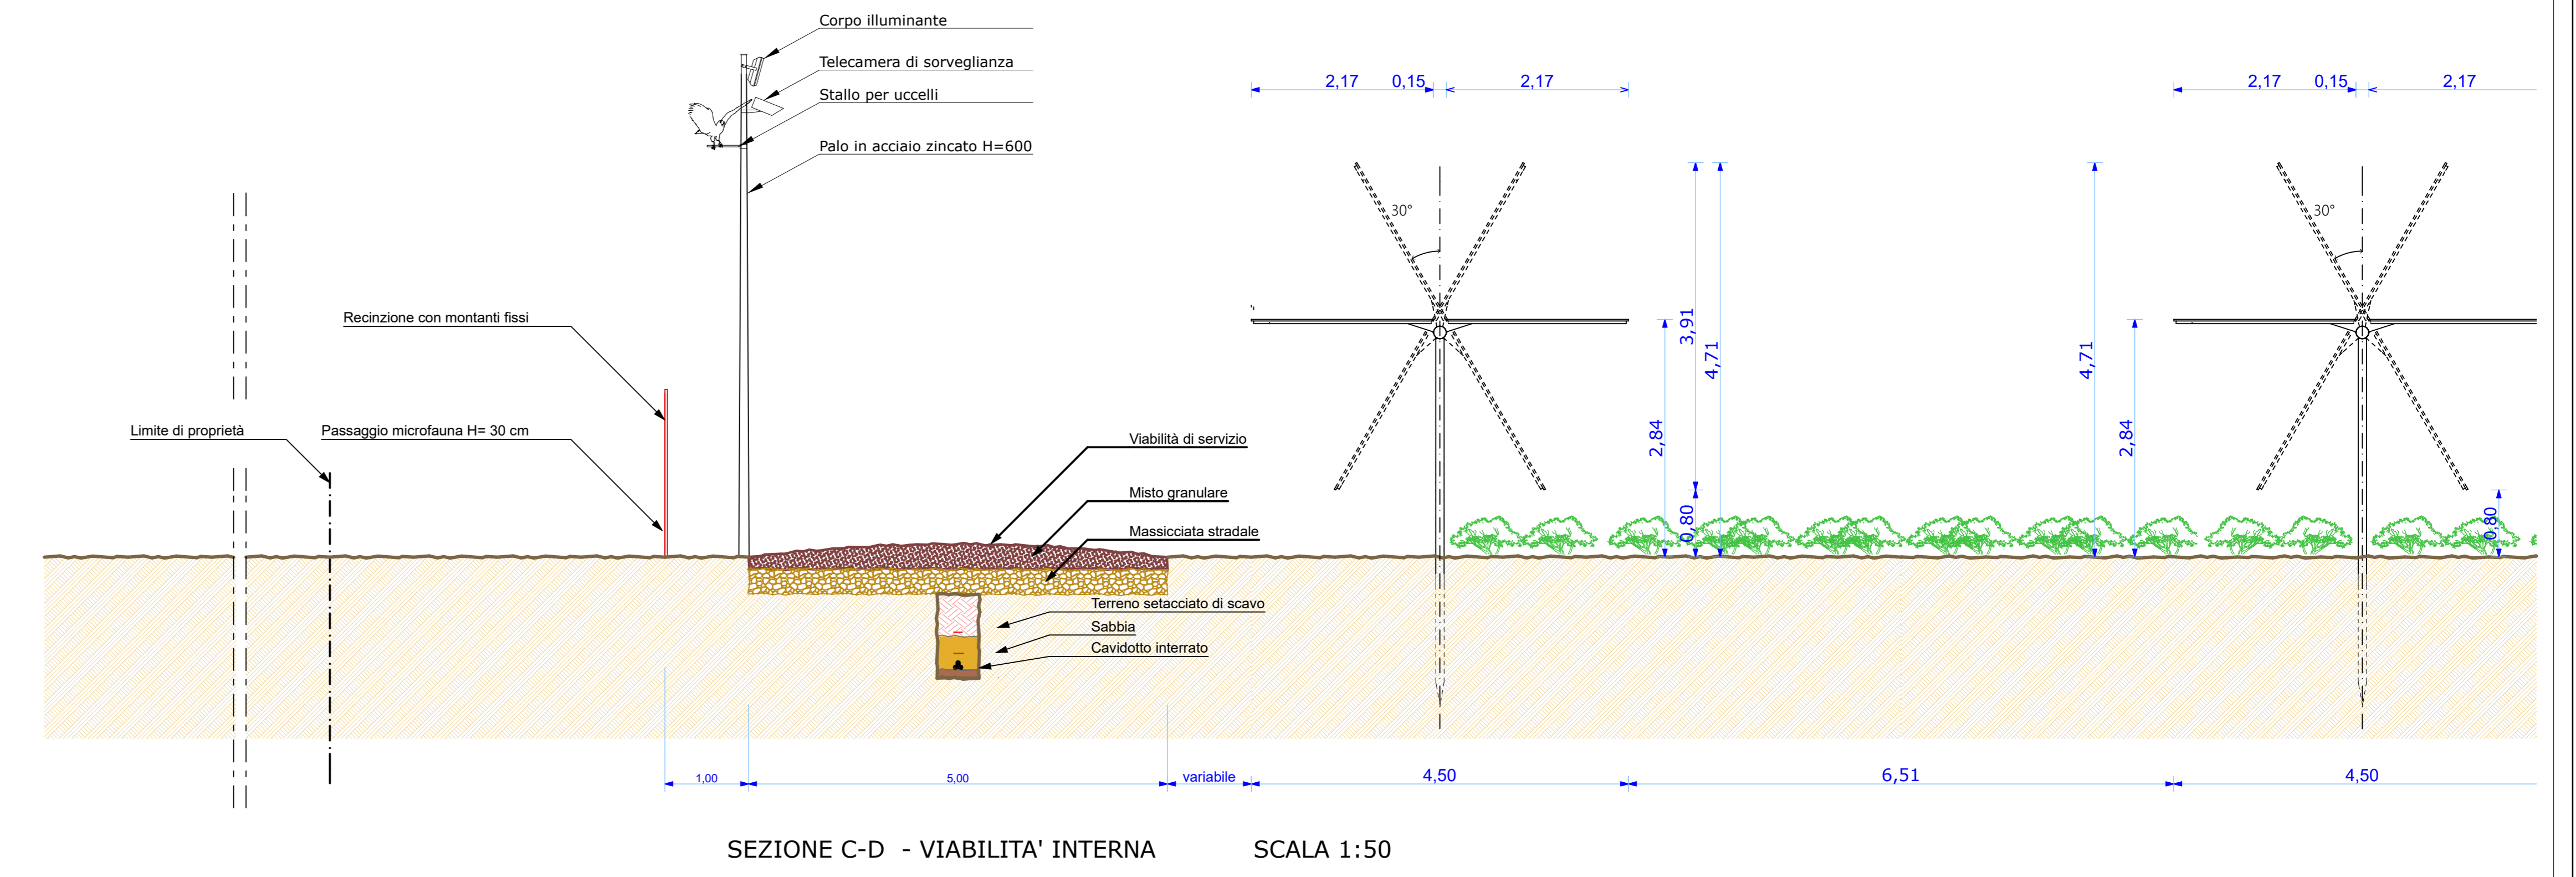 Corpo illuminante
Telecamera di sorveglianza
Stallo per uccelli
Palo in acciaio zincato H=600
2,17 0,15 2,17
2,17 0,15 2,17
30°
30°
Recinzione con montanti fissi
3,91
4,71
4,71
2,84
2,84
Limite di proprietà
Passaggio microfauna H= 30 cm
Viabilità di servizio
Misto granulare
Massicciata stradale
0,80
0,80
Terreno setacciato di scavo
Sabbia
Cavidotto interrato
1,00 5,00 variabile 4,50 6,51 4,50
SEZIONE C-D - VIABILITA' INTERNA SCALA 1:50